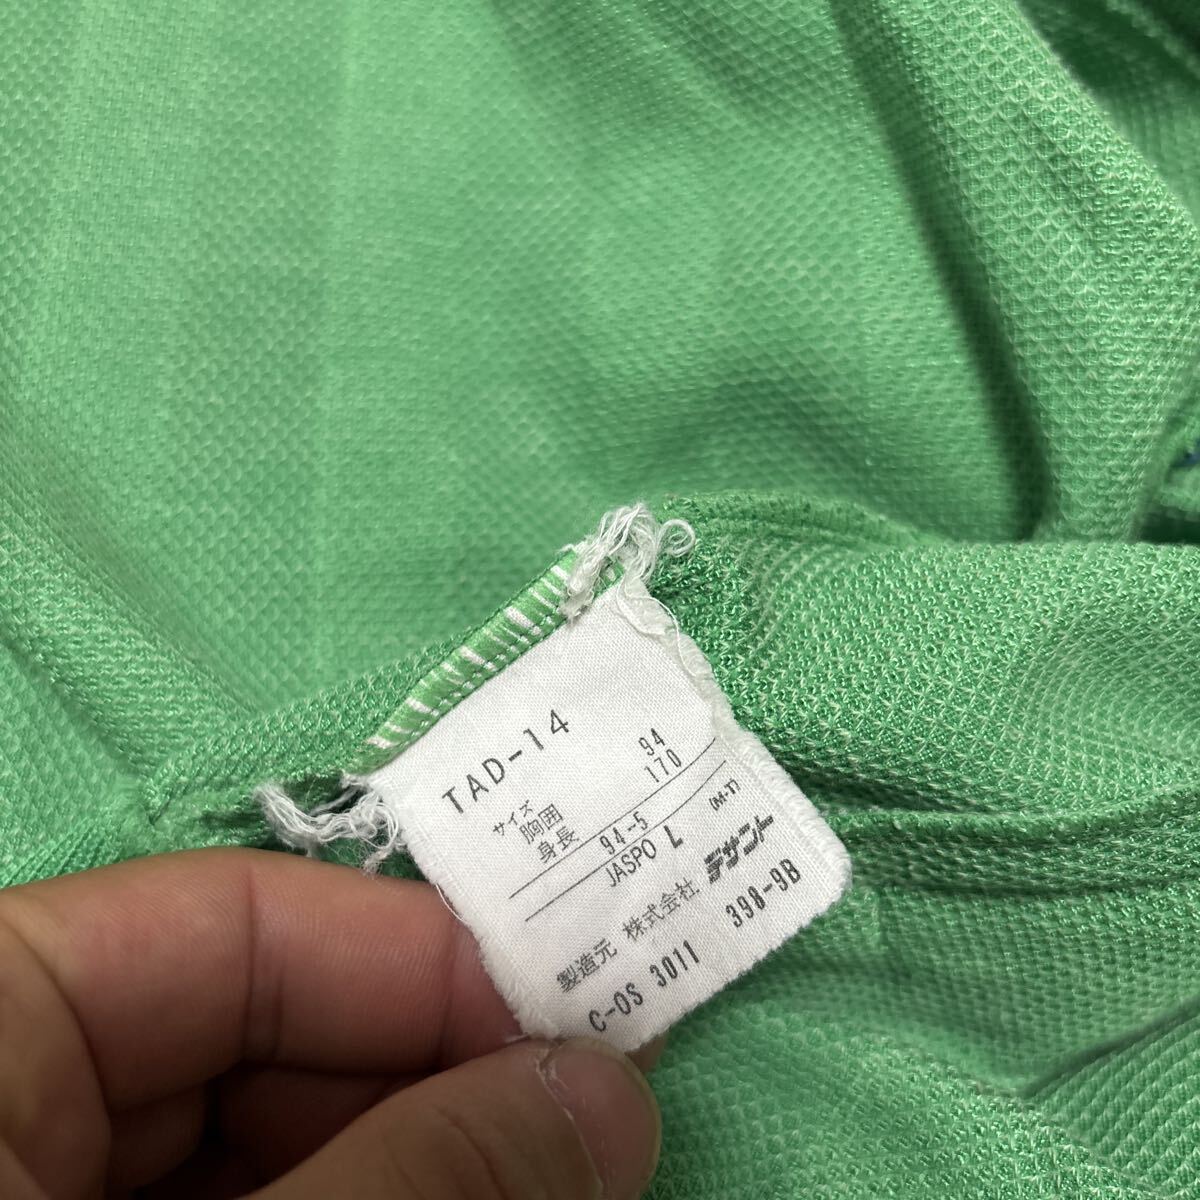 TAD-14
サイズ
胸囲 94
身長 170
94-5 (M-T)
JASPO L
製造元 株式会社 デサント
C-OS 3011 398-9B